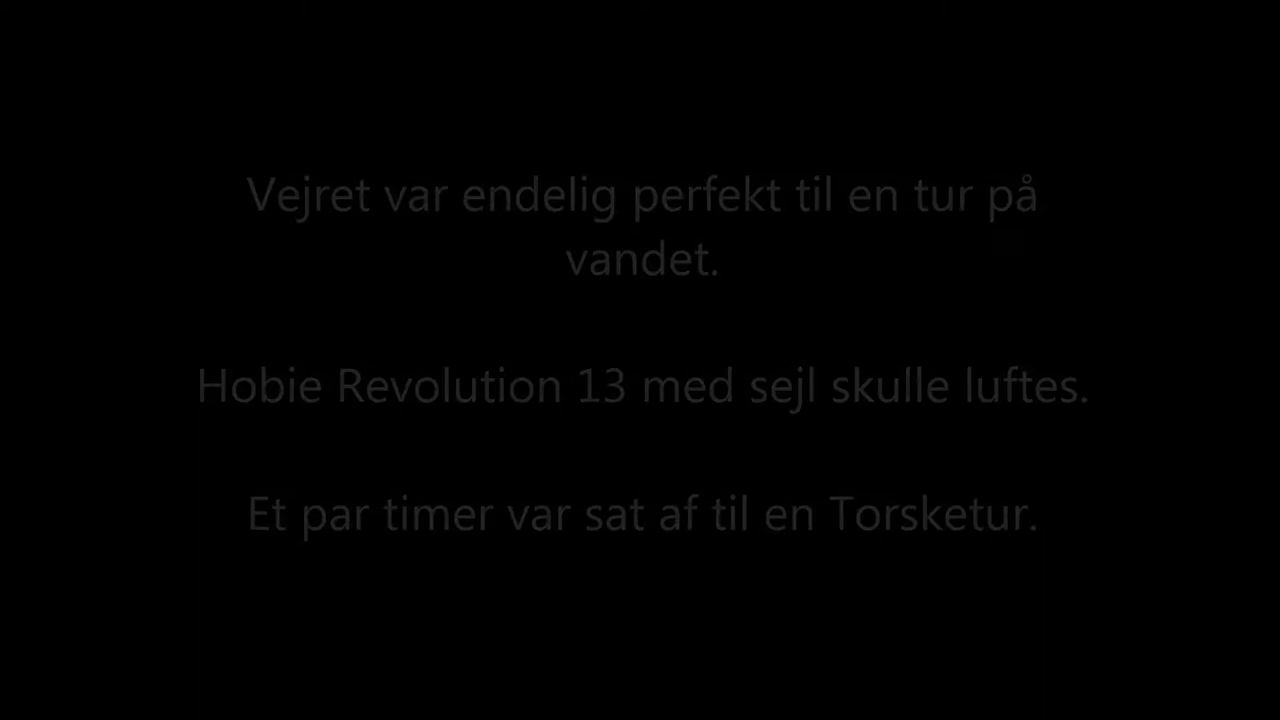 Vejret var endelig perfekt til en tur på
vandet.
Hobie Revolution 13 med sejl skulle luftes.
Et par timer var sat af til en Torsketur.